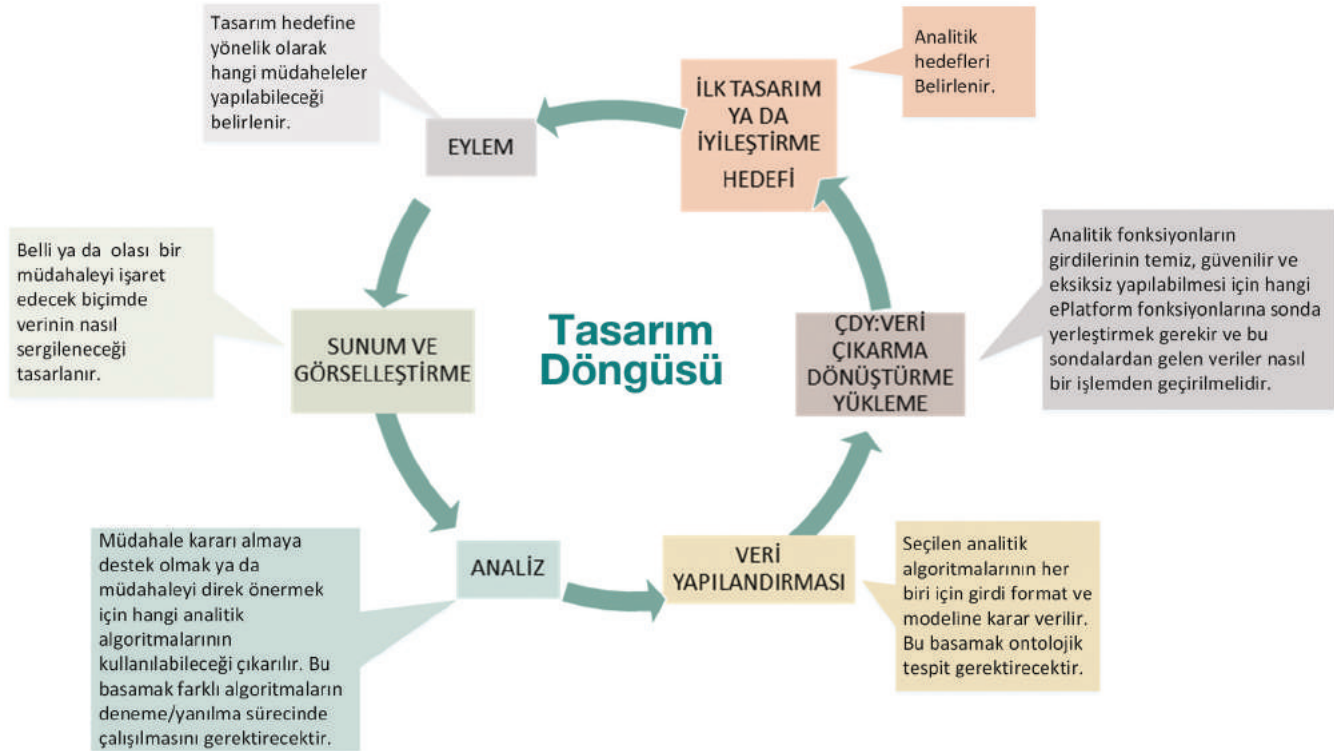 Tasarım hedefine
yönelik olarak
hangi müdaheleler
yapılabileceği
belirlenir.
EYLEM
İLK TASARIM
YA DA
İYİLEŞTİRME
HEDEFİ
Analitik
hedefleri
Belirlenir.
Belli ya da olası bir
müdahaleyi işaret
edecek biçimde
verinin nasıl
sergileneceği
tasarlanır.
SUNUM VE
GÖRSELLEŞTİRME
Tasarım
Döngüsü
ÇDY:VERİ
ÇIKARMA
DÖNÜŞTÜRME
YÜKLEME
Analitik fonksiyonların
girdilerinin temiz, güvenilir ve
eksiksiz yapılabilmesi için hangi
ePlatform fonksiyonlarına sonda
yerleştirmek gerekir ve bu
sondalardan gelen veriler nasıl
bir işlemden geçirilmelidir.
Müdahale kararı almaya
destek olmak ya da
müdahaleyi direk önermek
için hangi analitik
algoritmalarının
kullanılabileceği çıkarılır. Bu
basamak farklı algoritmaların
deneme/yanılma sürecinde
çalışılmasını gerektirecektir.
ANALİZ
VERİ
YAPILANDIRMASI
Seçilen analitik
algoritmalarının her
biri için girdi format ve
modeline karar verilir.
Bu basamak ontolojik
tespit gerektirecektir.